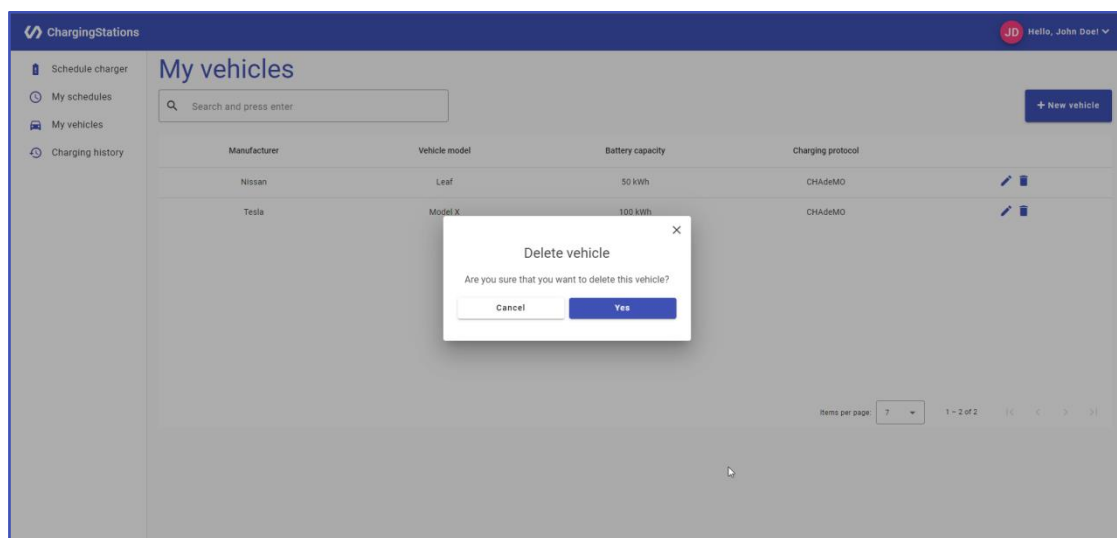 ChargingStations
JD Hello, John Doe!
Schedule charger
My schedules
My vehicles
Charging history
My vehicles
Search and press enter
+ New vehicle
Manufacturer Vehicle model Battery capacity Charging protocol
Nissan Leaf 50 kWh CHAdeMO
Tesla Model X 100 kWh CHAdeMO
Delete vehicle
Are you sure that you want to delete this vehicle?
Cancel Yes
Items per page: 7 1 – 2 of 2